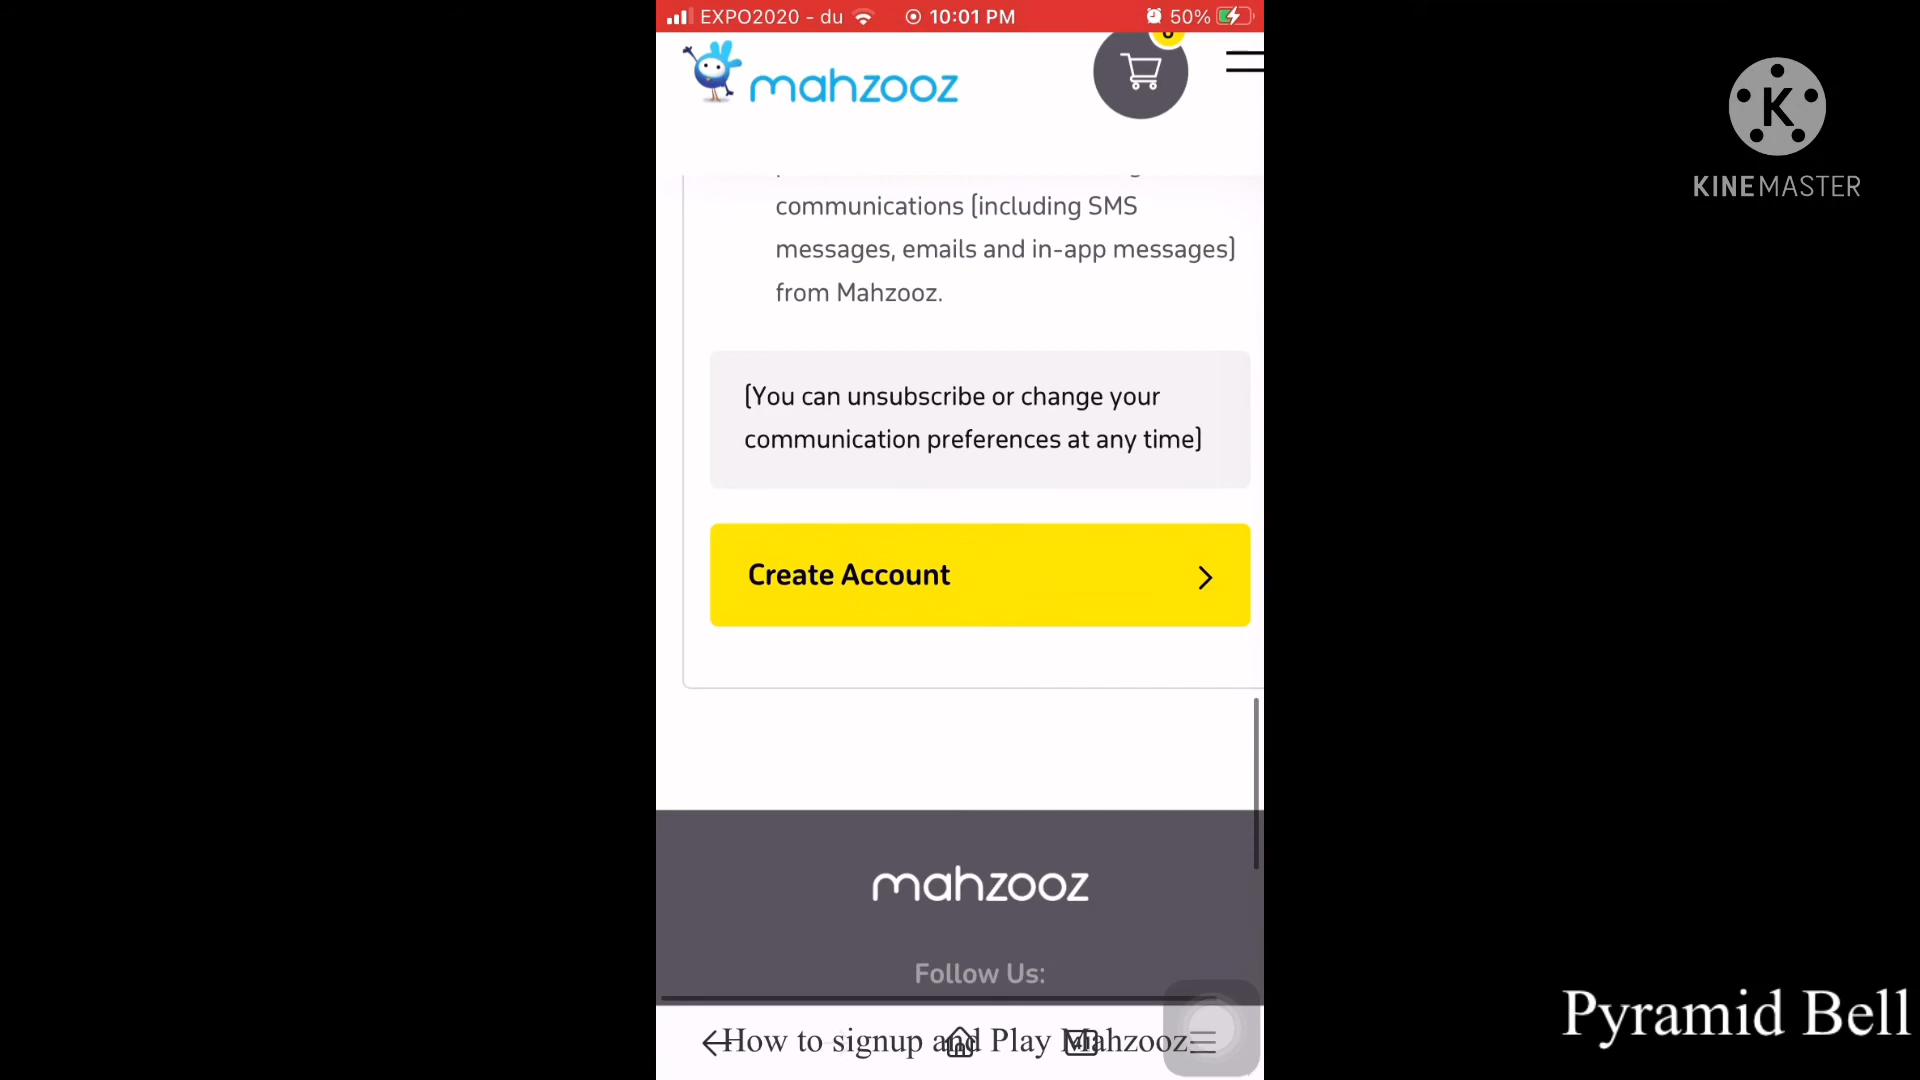 EXPO2020 - du 10:01 PM 50%
mahzooz
communications (including SMS
messages, emails and in-app messages)
from Mahzooz.
(You can unsubscribe or change your
communication preferences at any time)
Create Account
mahzooz
Follow Us:
How to signup and Play Mahzooz
K
KINEMASTER
Pyramid Bell